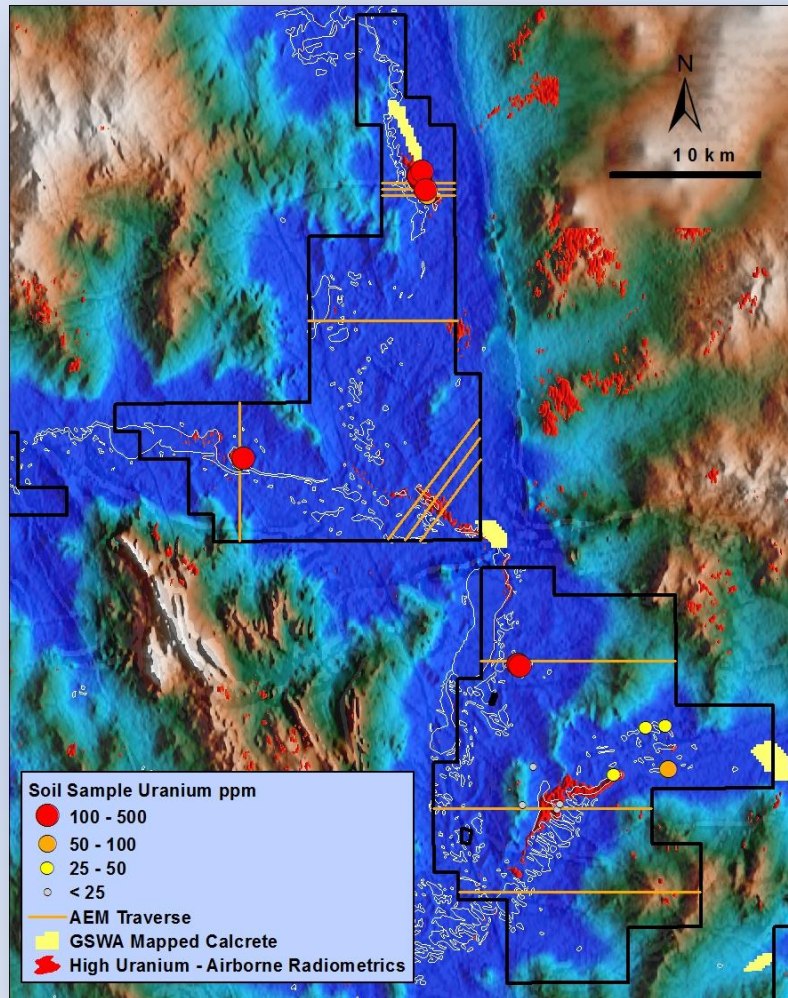 N
10 km
Soil Sample Uranium ppm
100 - 500
50 - 100
25 - 50
< 25
AEM Traverse
GSWA Mapped Calcrete
High Uranium - Airborne Radiometrics